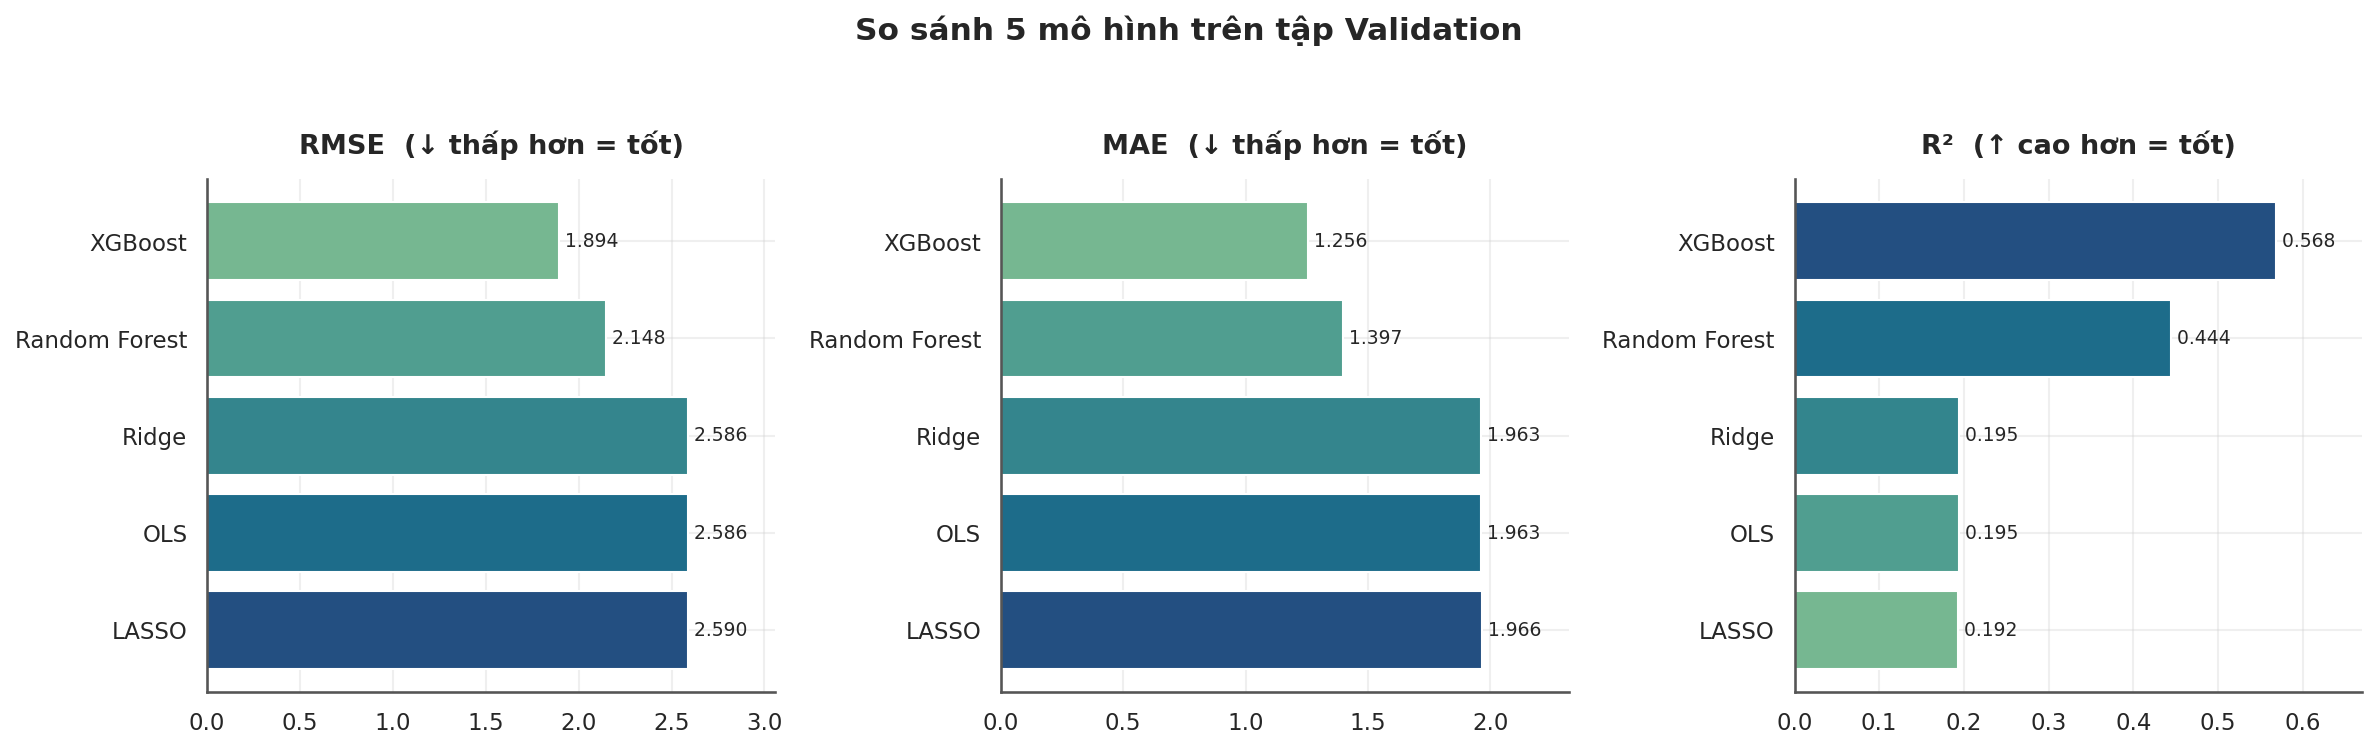 So sánh 5 mô hình trên tập Validation
RMSE (↓ thấp hơn = tốt)
XGBoost 1.894
Random Forest 2.148
Ridge 2.586
OLS 2.586
LASSO 2.590
0.0 0.5 1.0 1.5 2.0 2.5 3.0
MAE (↓ thấp hơn = tốt)
XGBoost 1.256
Random Forest 1.397
Ridge 1.963
OLS 1.963
LASSO 1.966
0.0 0.5 1.0 1.5 2.0
R² (↑ cao hơn = tốt)
XGBoost 0.568
Random Forest 0.444
Ridge 0.195
OLS 0.195
LASSO 0.192
0.0 0.1 0.2 0.3 0.4 0.5 0.6